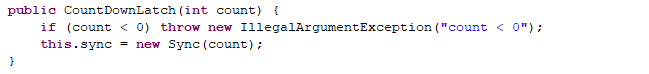 public CountDownLatch(int count) {
    if (count < 0) throw new IllegalArgumentException("count < 0");
    this.sync = new Sync(count);
}